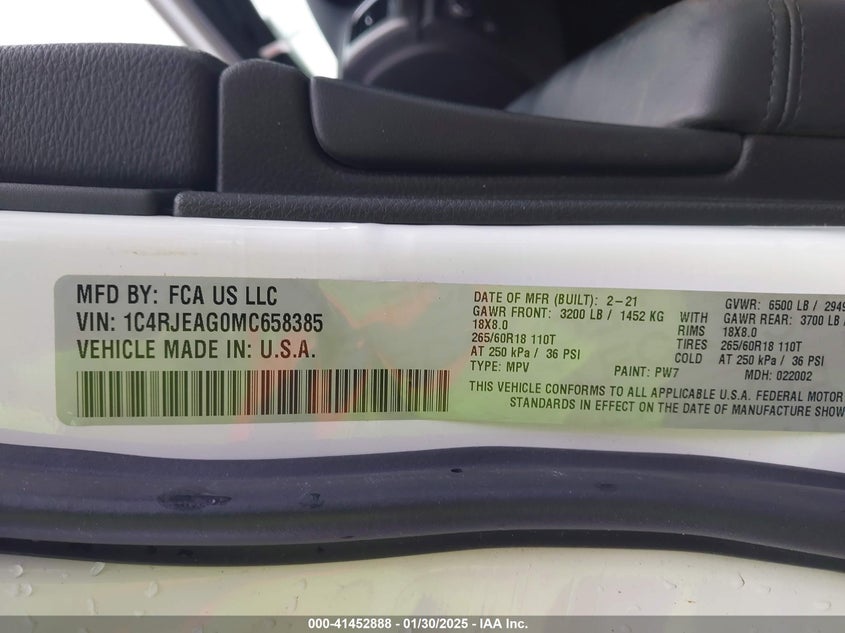 MFD BY: FCA US LLC
VIN: 1C4RJEAG0MC658385
VEHICLE MADE IN: U.S.A.
DATE OF MFR (BUILT): 2-21
GAWR FRONT: 3200 LB / 1452 KG
18X8.0
265/60R18 110T
AT 250 kPa / 36 PSI
TYPE: MPV
PAINT: PW7
GVWR: 6500 LB / 294
WITH GAWR REAR: 3700 LB /
RIMS 18X8.0
TIRES 265/60R18 110T
COLD AT 250 kPa / 36 PSI
MDH: 022002
THIS VEHICLE CONFORMS TO ALL APPLICABLE U.S.A. FEDERAL MOTOR
STANDARDS IN EFFECT ON THE DATE OF MANUFACTURE SHOW
000-41452888 - 01/30/2025 - IAA Inc.